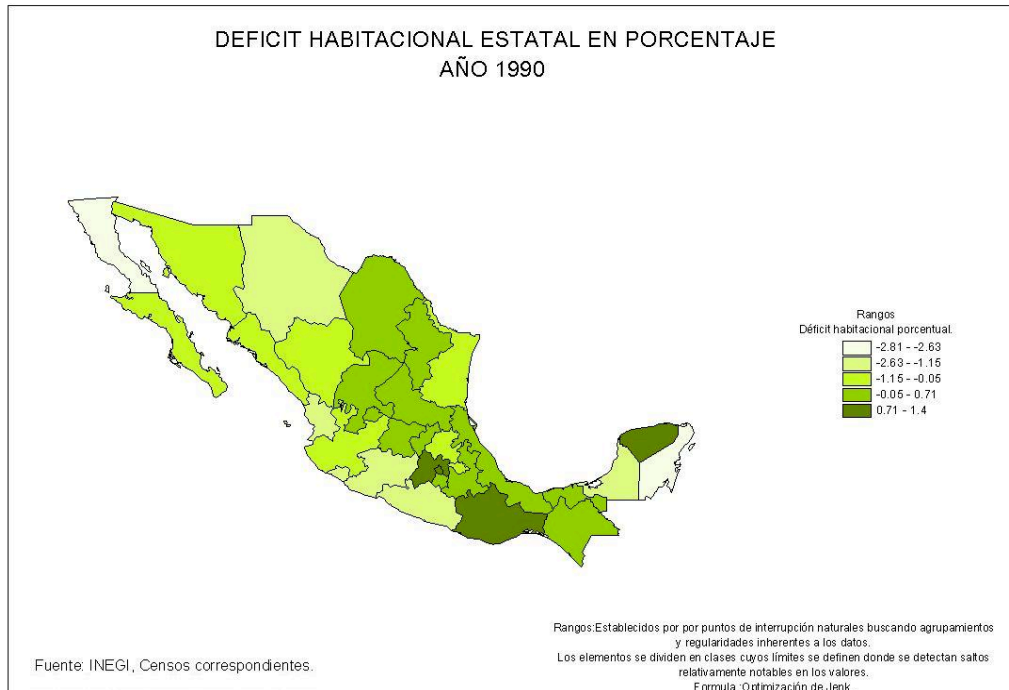 DEFICIT HABITACIONAL ESTATAL EN PORCENTAJE
AÑO 1990
Rangos
Déficit habitacional porcentual.
-2.81 - -2.63
-2.63 - -1.15
-1.15 - -0.05
-0.05 - 0.71
0.71 - 1.4
Rangos:Establecidos por por puntos de interrupción naturales buscando agrupamientos
y regularidades inherentes a los datos.
Los elementos se dividen en clases cuyos límites se definen donde se detectan saltos
relativamente notables en los valores.
Formula :Optimización de Jenk
Fuente: INEGI, Censos correspondientes.